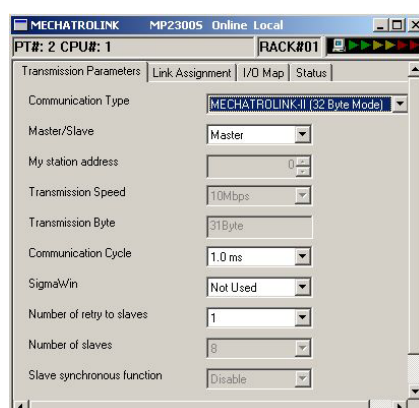 MECHATROLINK MP2300S Online Local
PT#: 2 CPU#: 1 RACK#01
Transmission Parameters Link Assignment I/O Map Status
Communication Type MECHATROLINK-II (32 Byte Mode)
Master/Slave Master
My station address 0
Transmission Speed 10Mbps
Transmission Byte 31Byte
Communication Cycle 1.0 ms
SigmaWin Not Used
Number of retry to slaves 1
Number of slaves 8
Slave synchronous function Disable